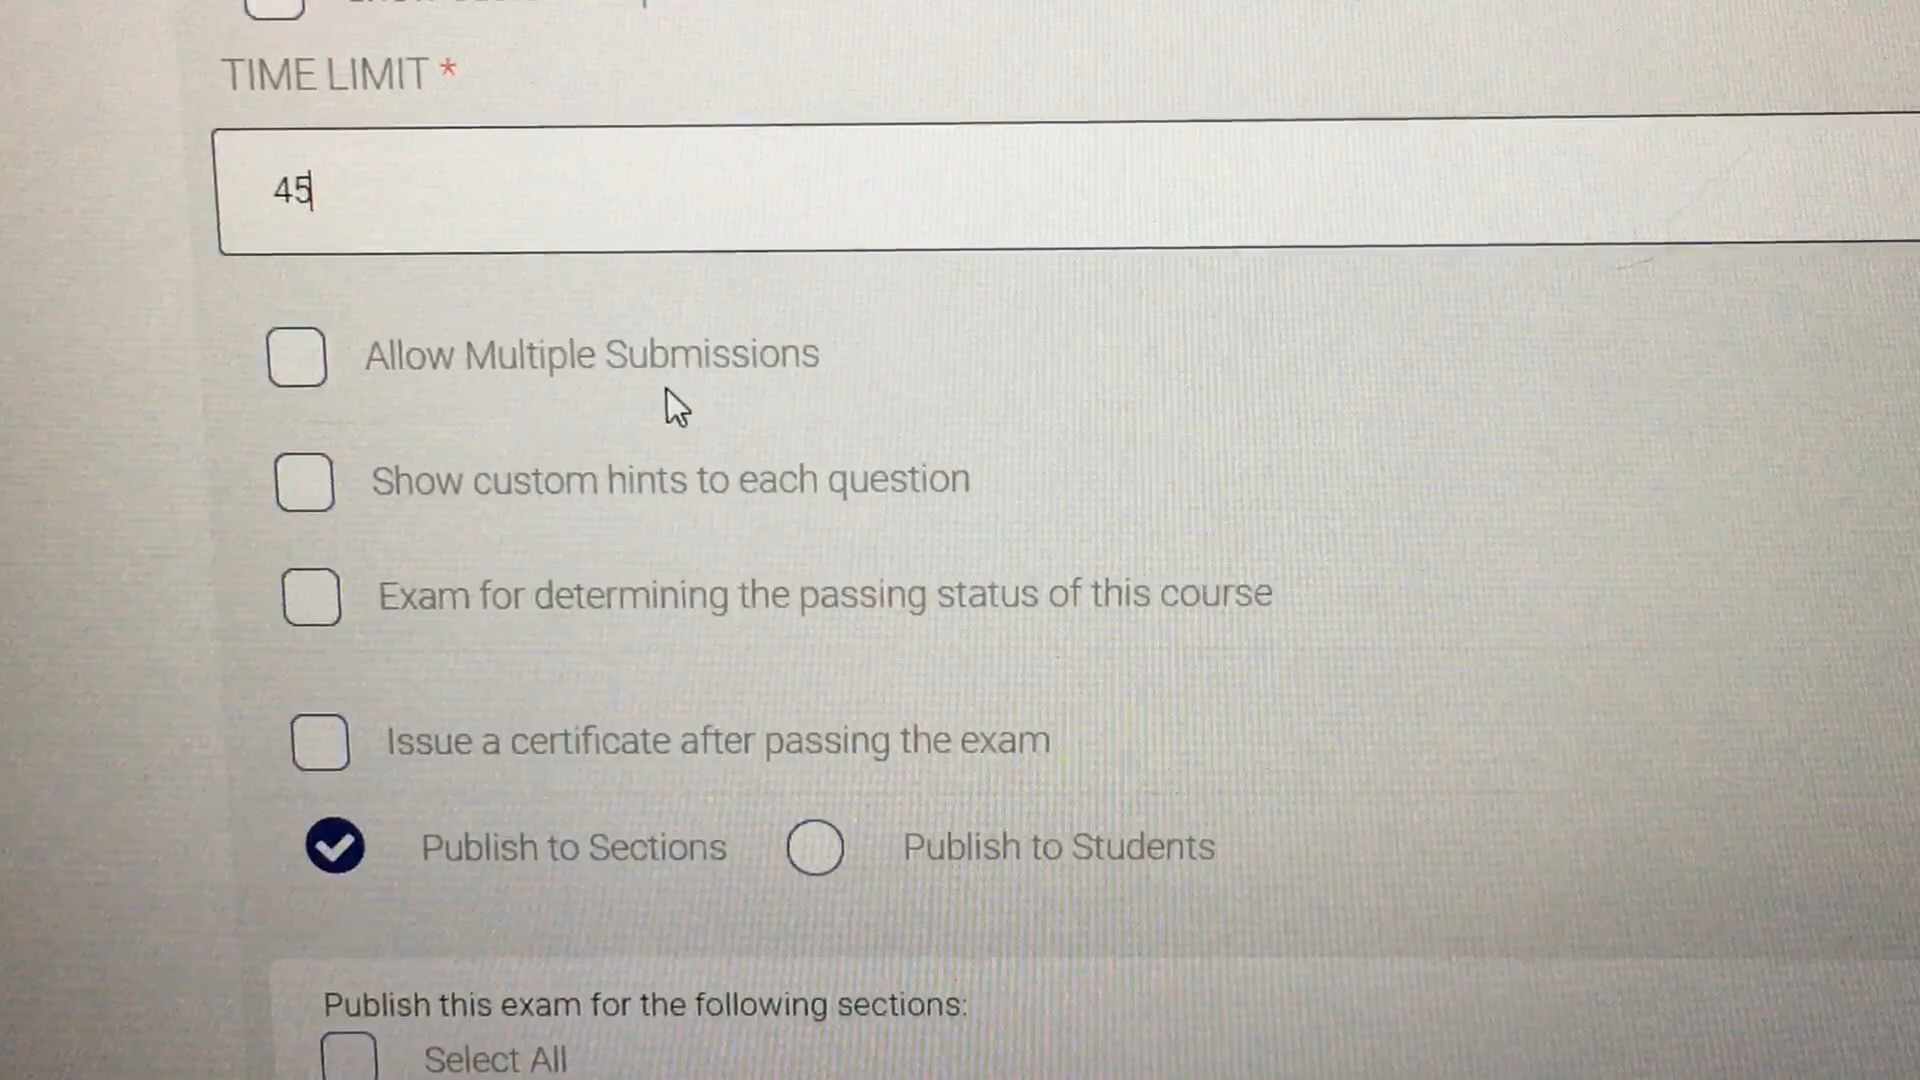 TIME LIMIT *
45
Allow Multiple Submissions
Show custom hints to each question
Exam for determining the passing status of this course
Issue a certificate after passing the exam
Publish to Sections Publish to Students
Publish this exam for the following sections:
Select All